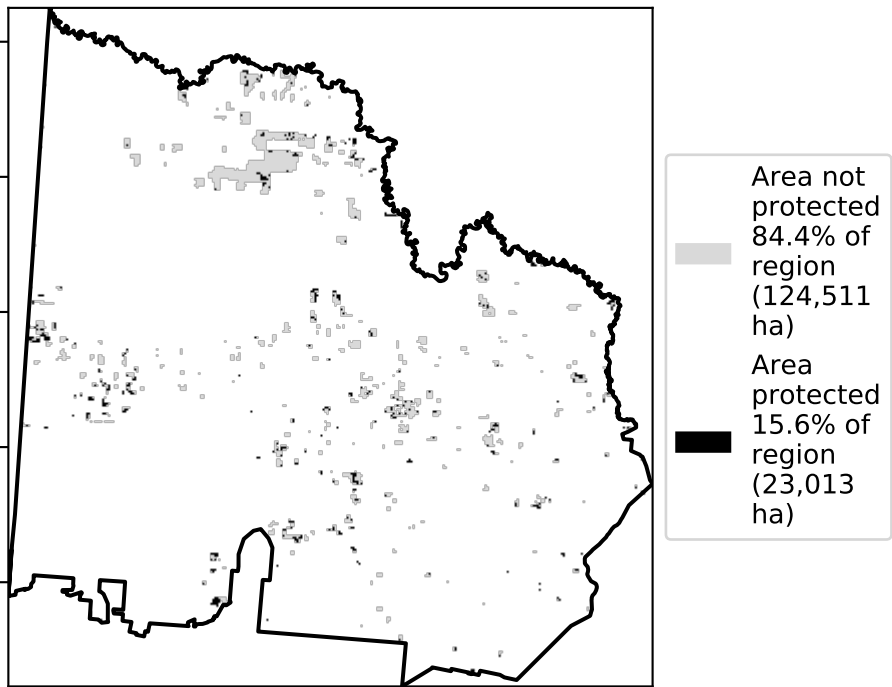 Area not
protected
84.4% of
region
(124,511
ha)
Area
protected
15.6% of
region
(23,013
ha)